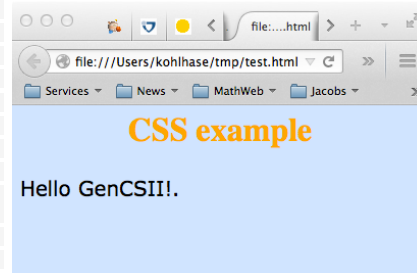 file:....html
file:///Users/kohlhase/tmp/test.html
Services News MathWeb Jacobs
CSS example
Hello GenCSII!.